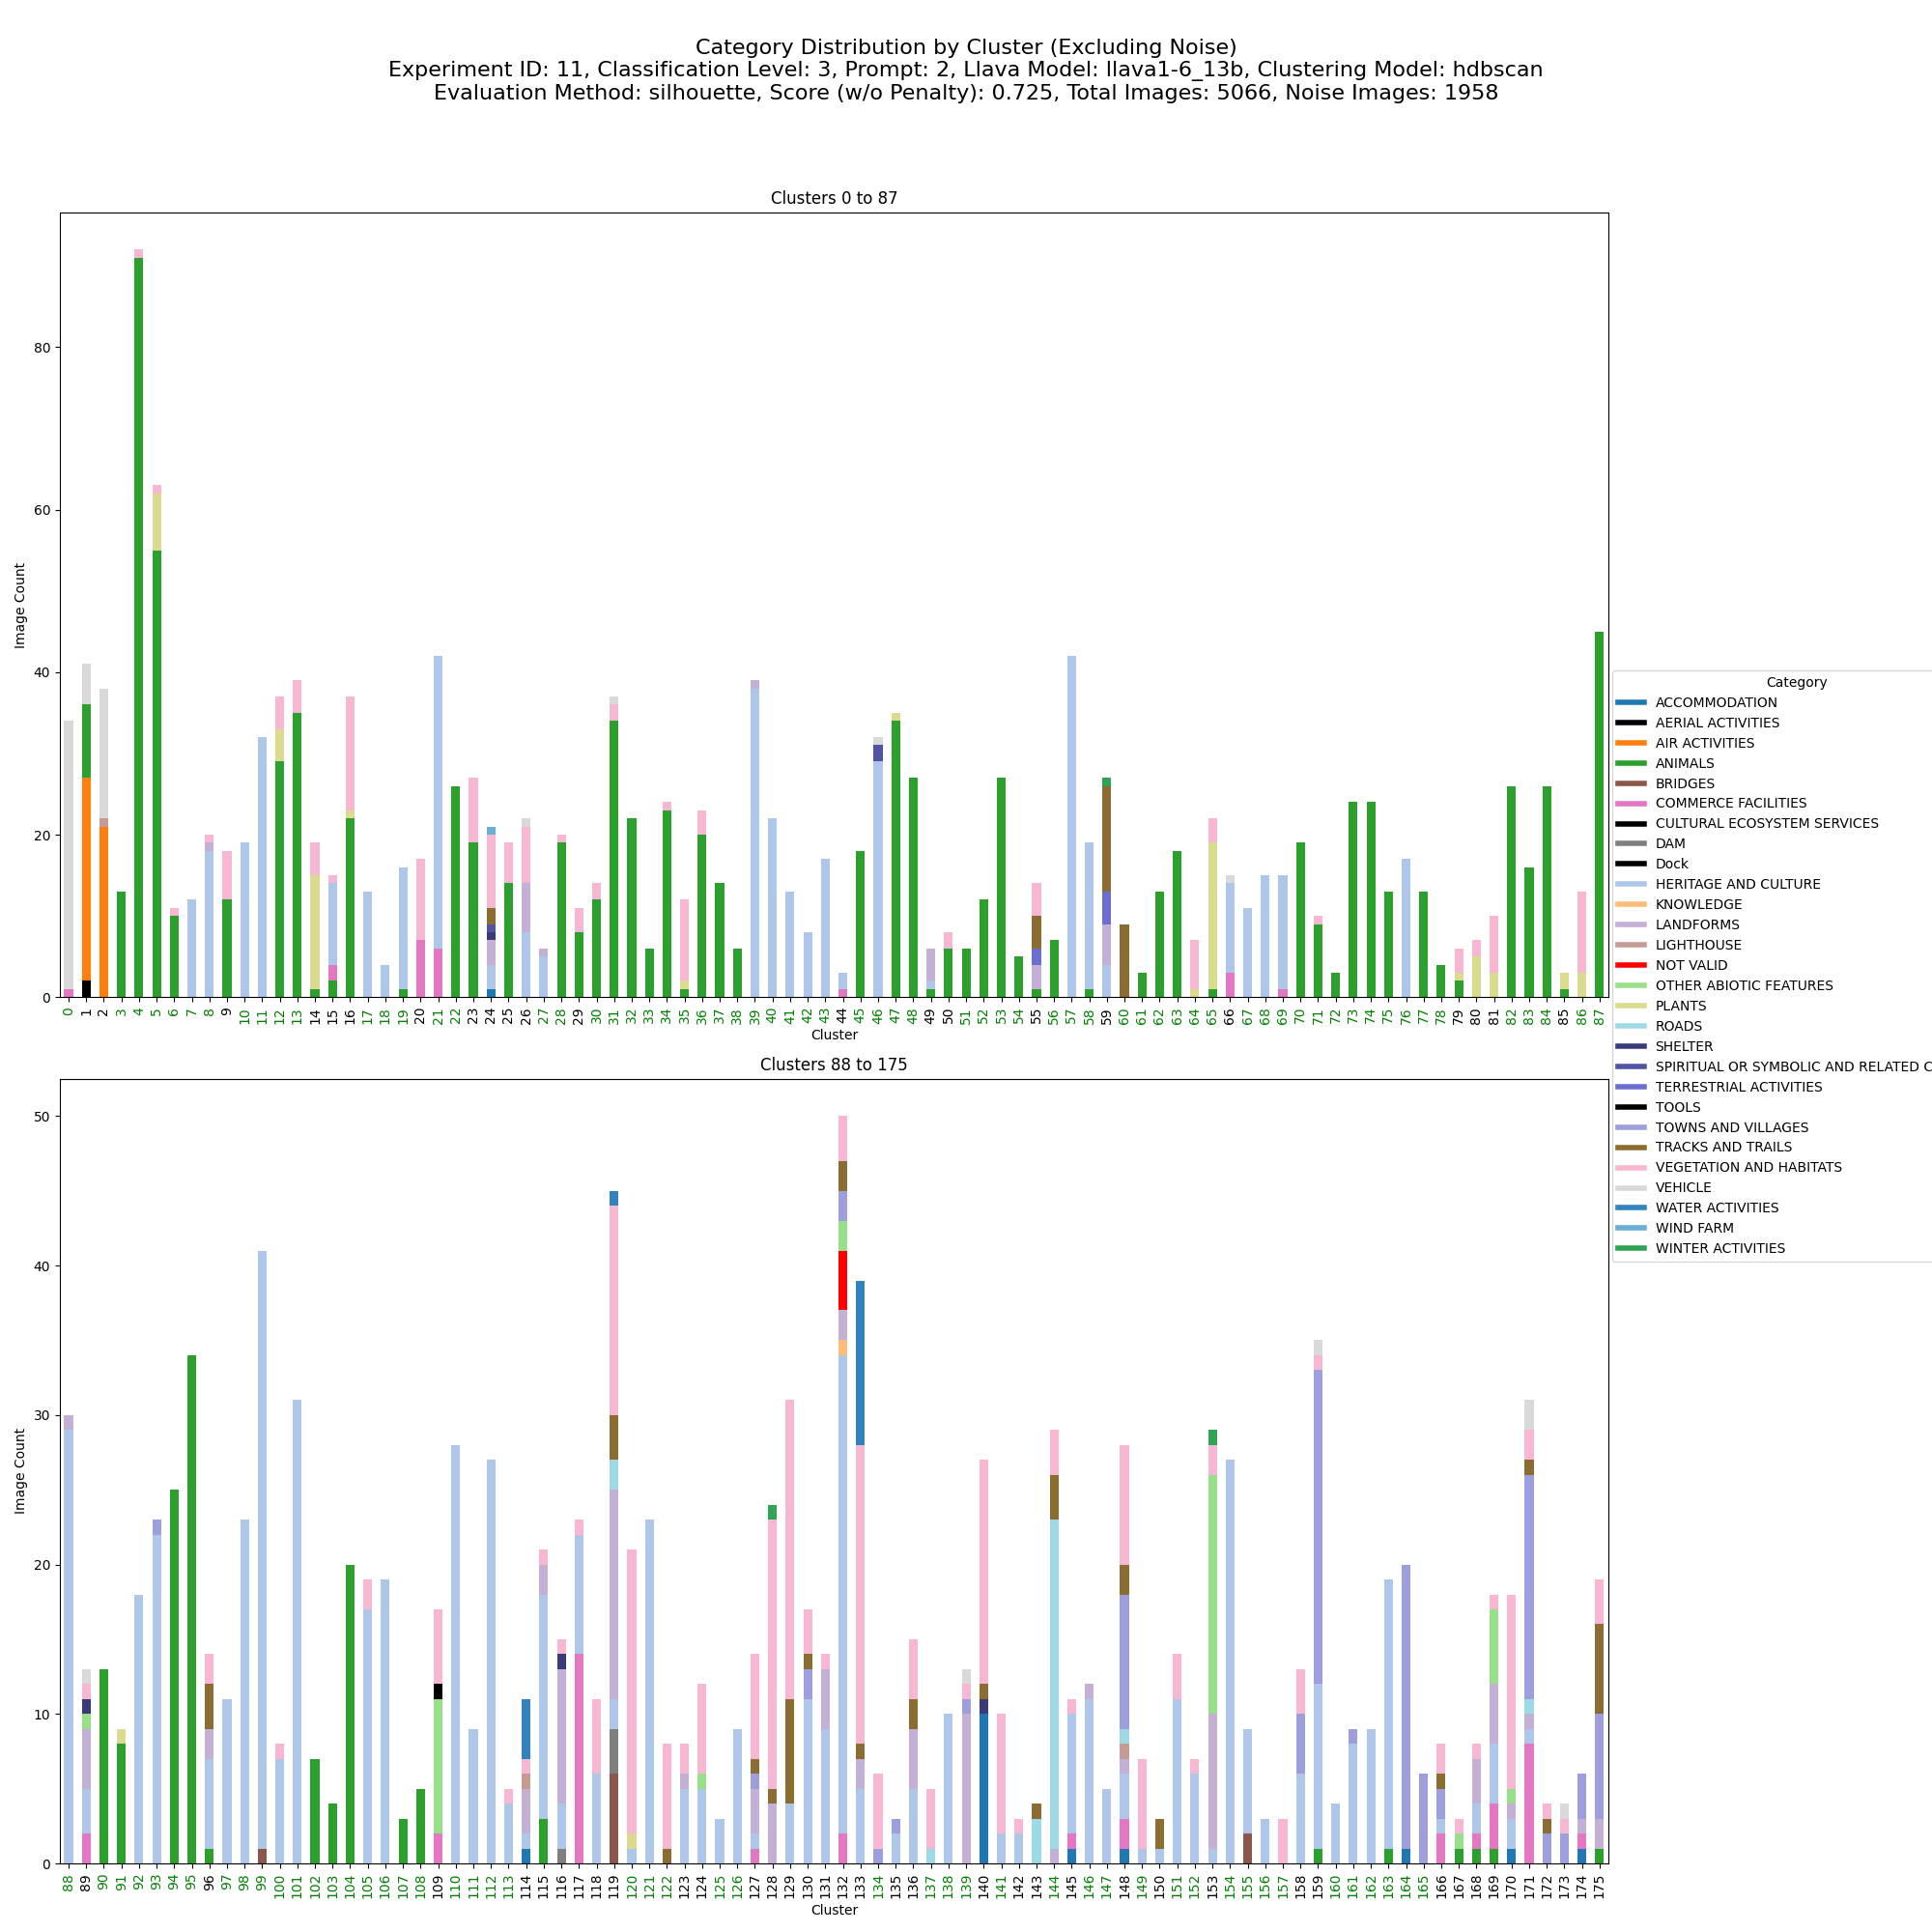 Category Distribution by Cluster (Excluding Noise)
Experiment ID: 11, Classification Level: 3, Prompt: 2, Llava Model: llava1-6_13b, Clustering Model: hdbscan
Evaluation Method: silhouette, Score (w/o Penalty): 0.725, Total Images: 5066, Noise Images: 1958
Clusters 0 to 87
Image Count
80
60
40
20
0
0 1 2 3 4 5 6 7 8 9 10 11 12 13 14 15 16 17 18 19 20 21 22 23 24 25 26 27 28 29 30 31 32 33 34 35 36 37 38 39 40 41 42 43 44 45 46 47 48 49 50 51 52 53 54 55 56 57 58 59 60 61 62 63 64 65 66 67 68 69 70 71 72 73 74 75 76 77 78 79 80 81 82 83 84 85 86 87
Cluster
Category
ACCOMMODATION
AERIAL ACTIVITIES
AIR ACTIVITIES
ANIMALS
BRIDGES
COMMERCE FACILITIES
CULTURAL ECOSYSTEM SERVICES
DAM
Dock
HERITAGE AND CULTURE
KNOWLEDGE
LANDFORMS
LIGHTHOUSE
NOT VALID
OTHER ABIOTIC FEATURES
PLANTS
ROADS
SHELTER
SPIRITUAL OR SYMBOLIC AND RELATED C
TERRESTRIAL ACTIVITIES
TOOLS
TOWNS AND VILLAGES
TRACKS AND TRAILS
VEGETATION AND HABITATS
VEHICLE
WATER ACTIVITIES
WIND FARM
WINTER ACTIVITIES
Clusters 88 to 175
Image Count
50
40
30
20
10
0
88 89 90 91 92 93 94 95 96 97 98 99 100 101 102 103 104 105 106 107 108 109 110 111 112 113 114 115 116 117 118 119 120 121 122 123 124 125 126 127 128 129 130 131 132 133 134 135 136 137 138 139 140 141 142 143 144 145 146 147 148 149 150 151 152 153 154 155 156 157 158 159 160 161 162 163 164 165 166 167 168 169 170 171 172 173 174 175
Cluster